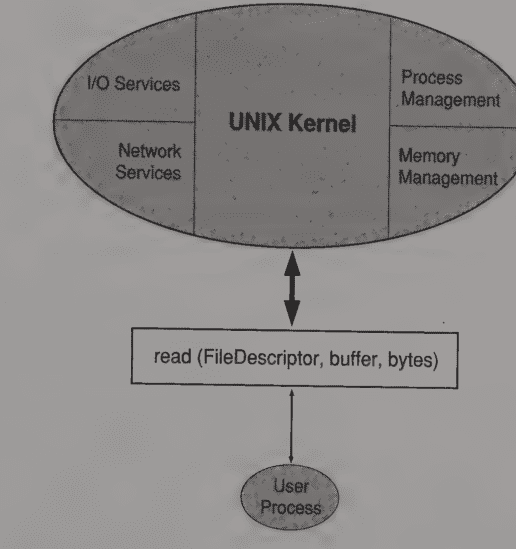 I/O Services
Network
Services
UNIX Kernel
Process
Management
Memory
Management
read (FileDescriptor, buffer, bytes)
User
Process